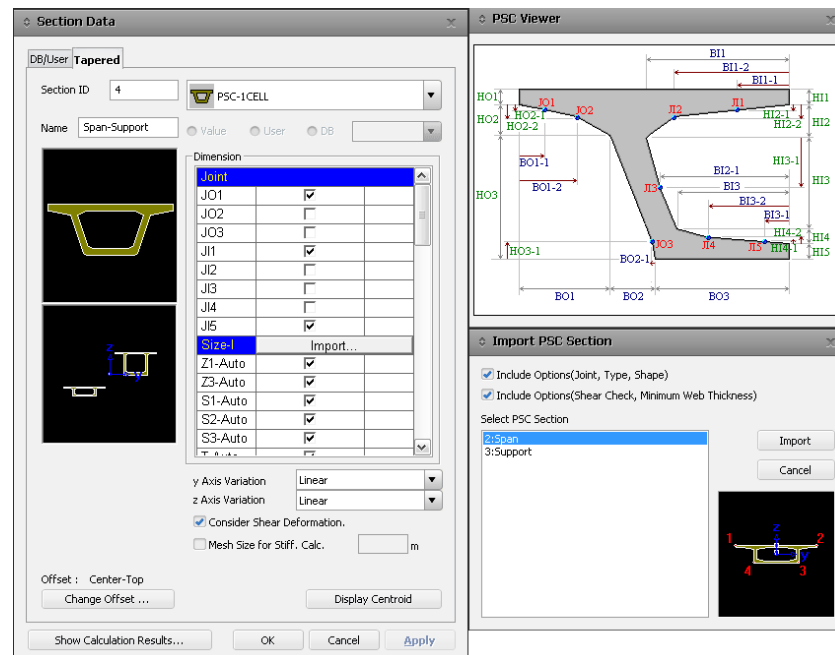 Section Data
DB/User Tapered
Section ID 4 PSC-1CELL
Name Span-Support Value User DB
Dimension
Joint
JO1
JO2
JO3
JI1
JI2
JI3
JI4
JI5
Size-I Import...
Z1-Auto
Z3-Auto
S1-Auto
S2-Auto
S3-Auto
z
y
y Axis Variation Linear
z Axis Variation Linear
Consider Shear Deformation.
Mesh Size for Stiff. Calc. m
Offset : Center-Top
Change Offset ... Display Centroid
Show Calculation Results... OK Cancel Apply
PSC Viewer
BI1
BI1-2
BI1-1
HO1 JO1 JI1 HI1
HO2 HO2-1 JO2 JI2 HI2-1 HI2
HO2-2 HI2-2
BO1-1 HI3-1
BO1-2 BI2-1 HI3
HO3 JI3 BI3
BI3-2
BI3-1
HI4-2 HI4
HO3-1 JO3 JI4 JI5 HI4-1
BO2-1 HI5
BO1 BO2 BO3
Import PSC Section
Include Options(Joint, Type, Shape)
Include Options(Shear Check, Minimum Web Thickness)
Select PSC Section
2:Span
3:Support
Import
Cancel
z
1 2
y
4 3